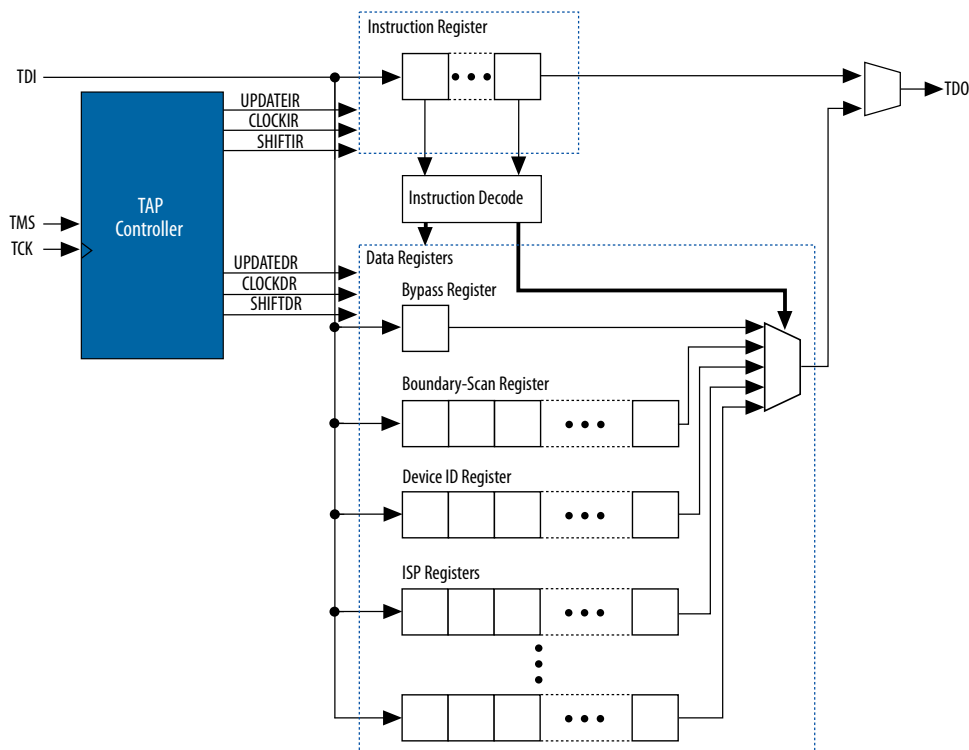 Instruction Register
TDI
TDO
UPDATEIR
CLOCKIR
SHIFTIR
TAP
Controller
Instruction Decode
TMS
TCK
UPDATEDR
CLOCKDR
SHIFTDR
Data Registers
Bypass Register
Boundary-Scan Register
Device ID Register
ISP Registers